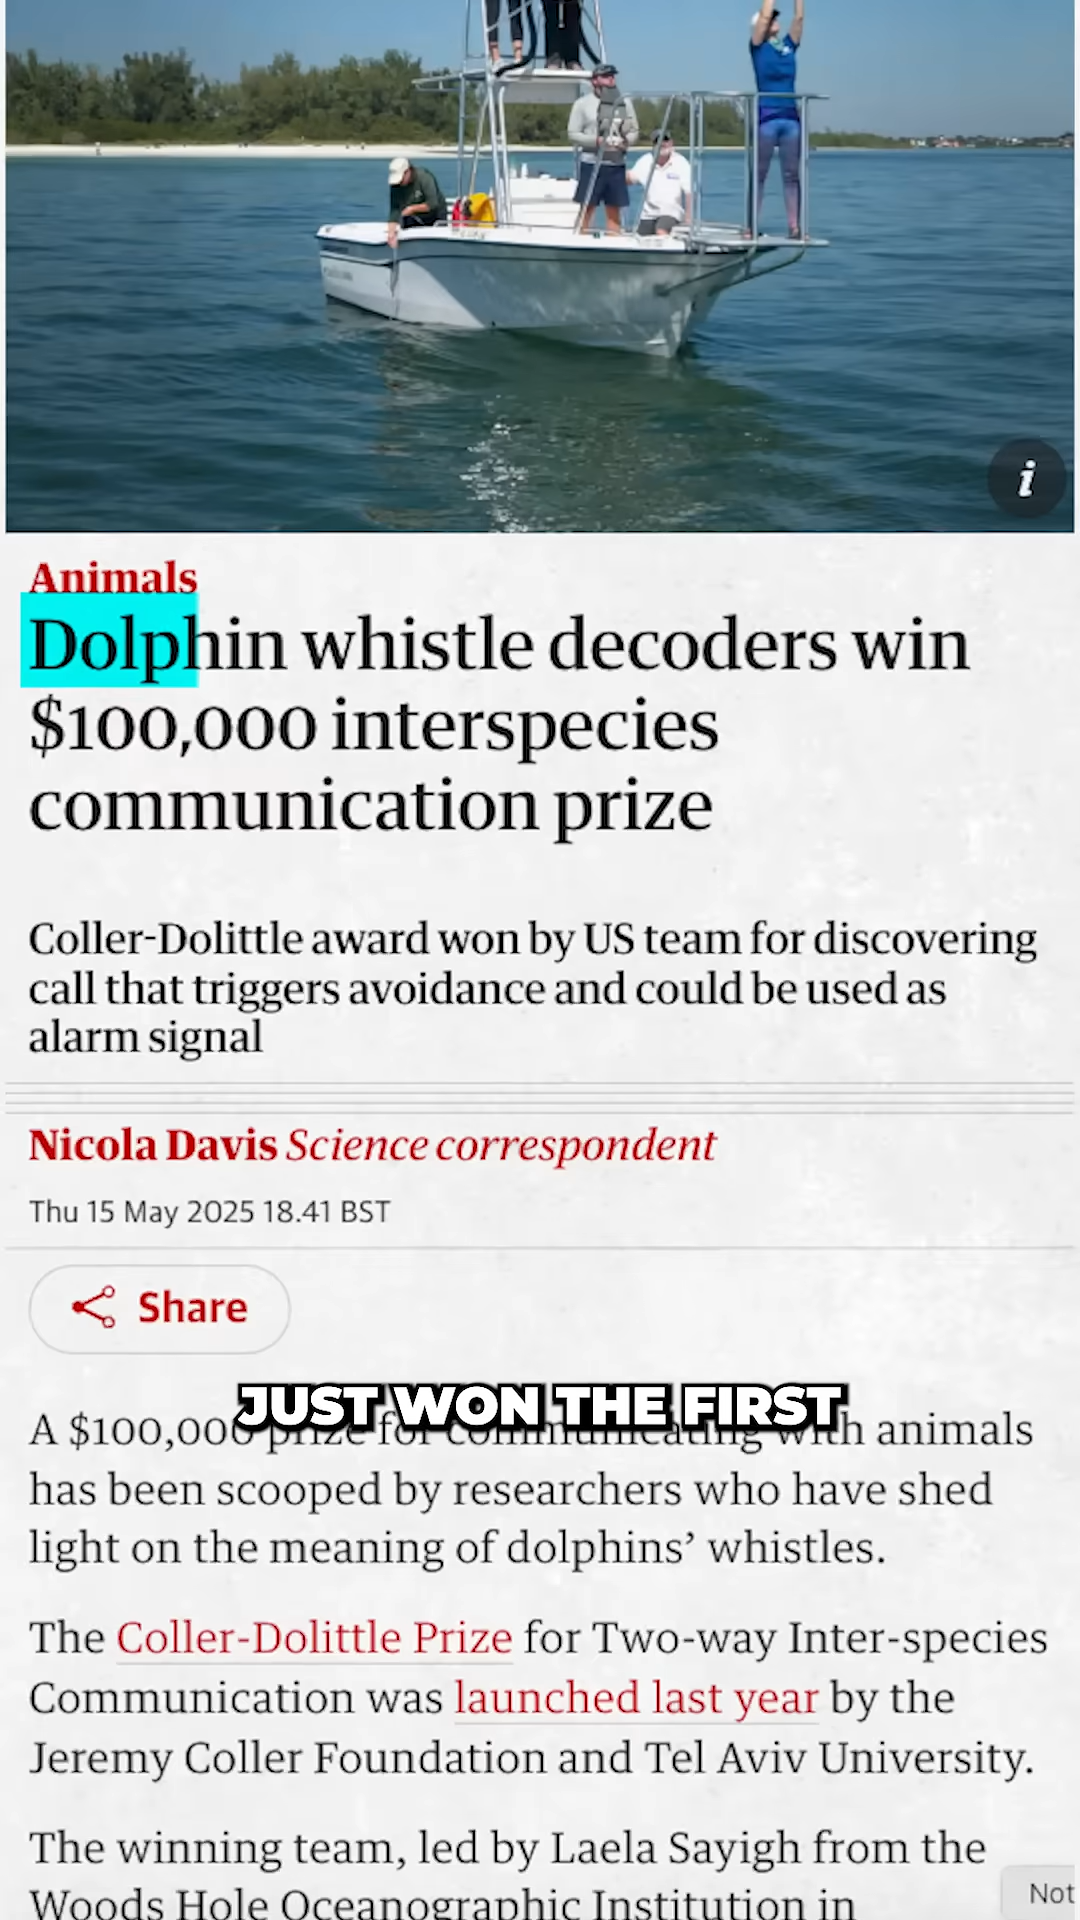 i
Animals
Dolphin whistle decoders win
$100,000 interspecies
communication prize
Coller-Dolittle award won by US team for discovering
call that triggers avoidance and could be used as
alarm signal
Nicola Davis Science correspondent
Thu 15 May 2025 18.41 BST
Share
JUST WON THE FIRST
A $100,000 prize for communicating with animals
has been scooped by researchers who have shed
light on the meaning of dolphins’ whistles.
The Coller-Dolittle Prize for Two-way Inter-species
Communication was launched last year by the
Jeremy Coller Foundation and Tel Aviv University.
The winning team, led by Laela Sayigh from the
Woods Hole Oceanographic Institution in
Not